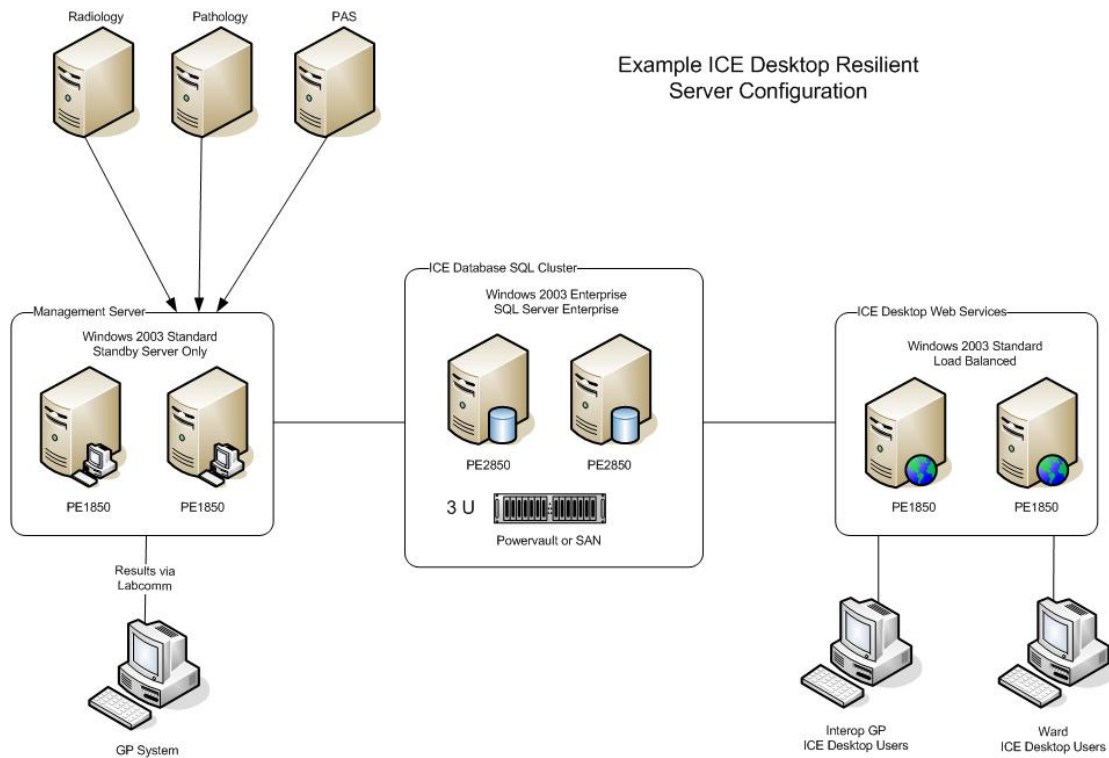 Radiology
Pathology
PAS
Example ICE Desktop Resilient
Server Configuration
Management Server
Windows 2003 Standard
Standby Server Only
PE1850
PE1850
ICE Database SQL Cluster
Windows 2003 Enterprise
SQL Server Enterprise
PE2850
PE2850
3 U
Powervault or SAN
ICE Desktop Web Services
Windows 2003 Standard
Load Balanced
PE1850
PE1850
Results via
Labcomm
GP System
Interop GP
ICE Desktop Users
Ward
ICE Desktop Users